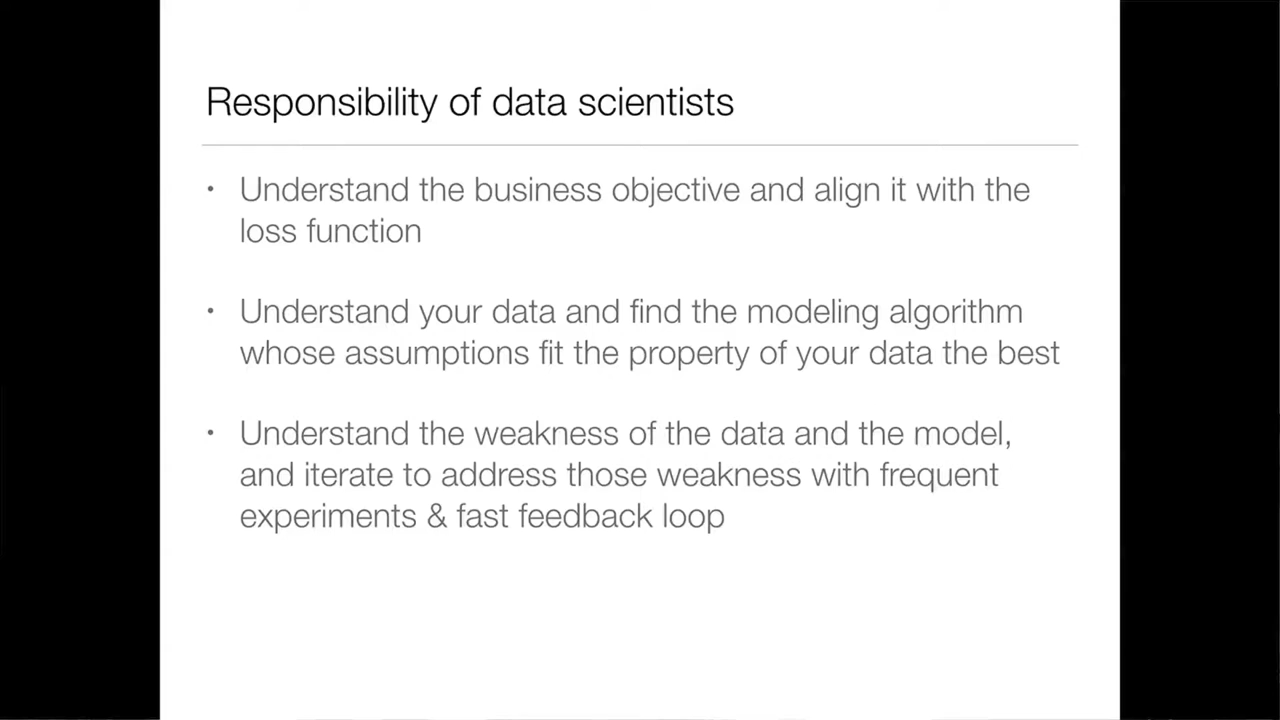 Responsibility of data scientists
• Understand the business objective and align it with the
loss function
• Understand your data and find the modeling algorithm
whose assumptions fit the property of your data the best
• Understand the weakness of the data and the model,
and iterate to address those weakness with frequent
experiments & fast feedback loop